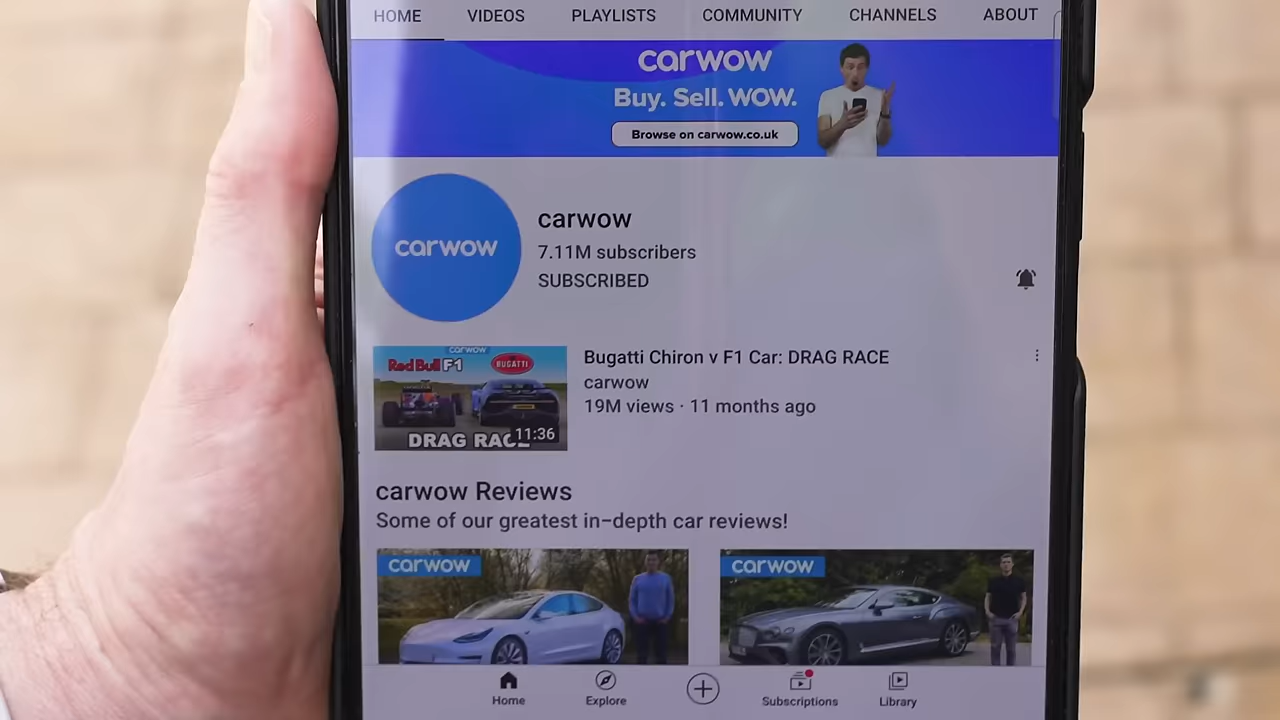 HOME VIDEOS PLAYLISTS COMMUNITY CHANNELS ABOUT
carwow
Buy. Sell. WOW.
Browse on carwow.co.uk
carwow
carwow
7.11M subscribers
SUBSCRIBED
carwow
Red Bull F1
BUGATTI
DRAG RACE
11:36
Bugatti Chiron v F1 Car: DRAG RACE
carwow
19M views · 11 months ago
carwow Reviews
Some of our greatest in-depth car reviews!
carwow
carwow
Home Explore Subscriptions Library